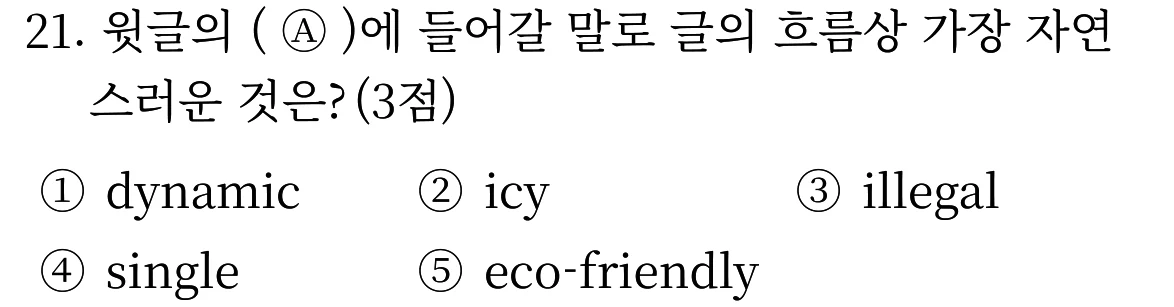 21. 윗글의 ( Ⓐ )에 들어갈 말로 글의 흐름상 가장 자연
스러운 것은?(3점)
① dynamic ② icy ③ illegal
④ single ⑤ eco-friendly